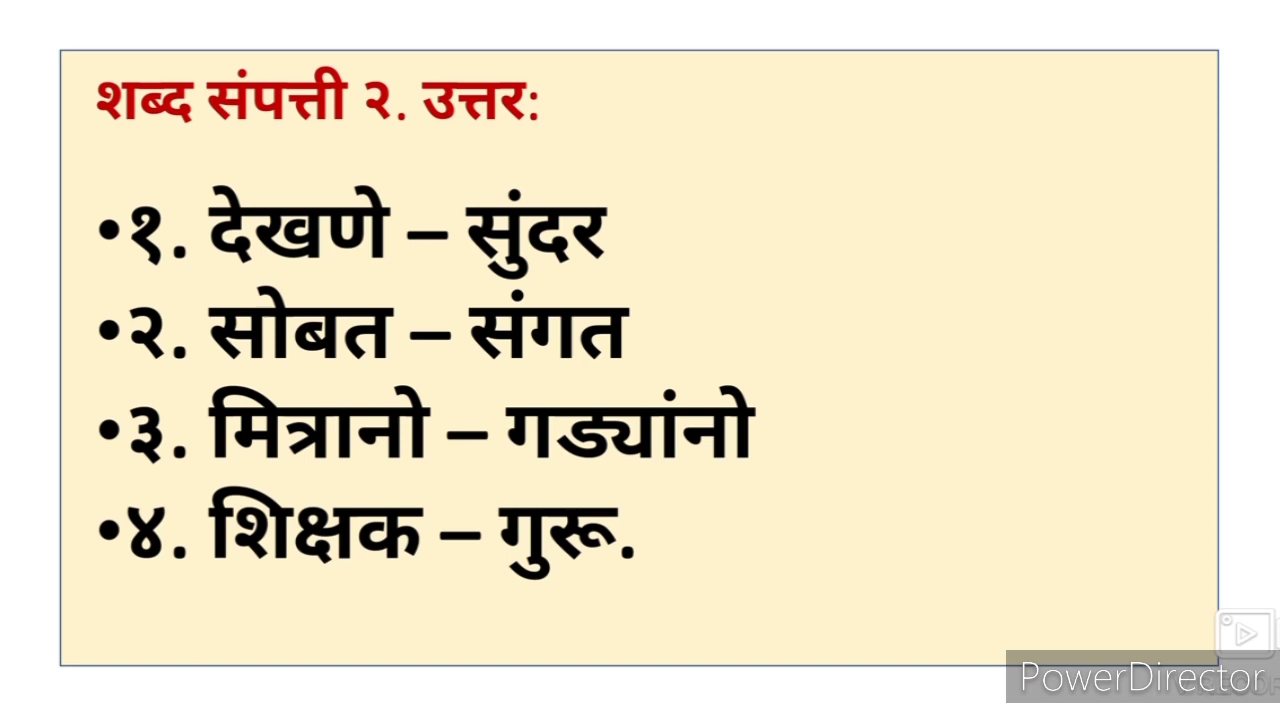 शब्द संपत्ती २. उत्तर:
•१. देखणे – सुंदर
•२. सोबत – संगत
•३. मित्रानो – गड्यांनो
•४. शिक्षक – गुरू.
PowerDirector